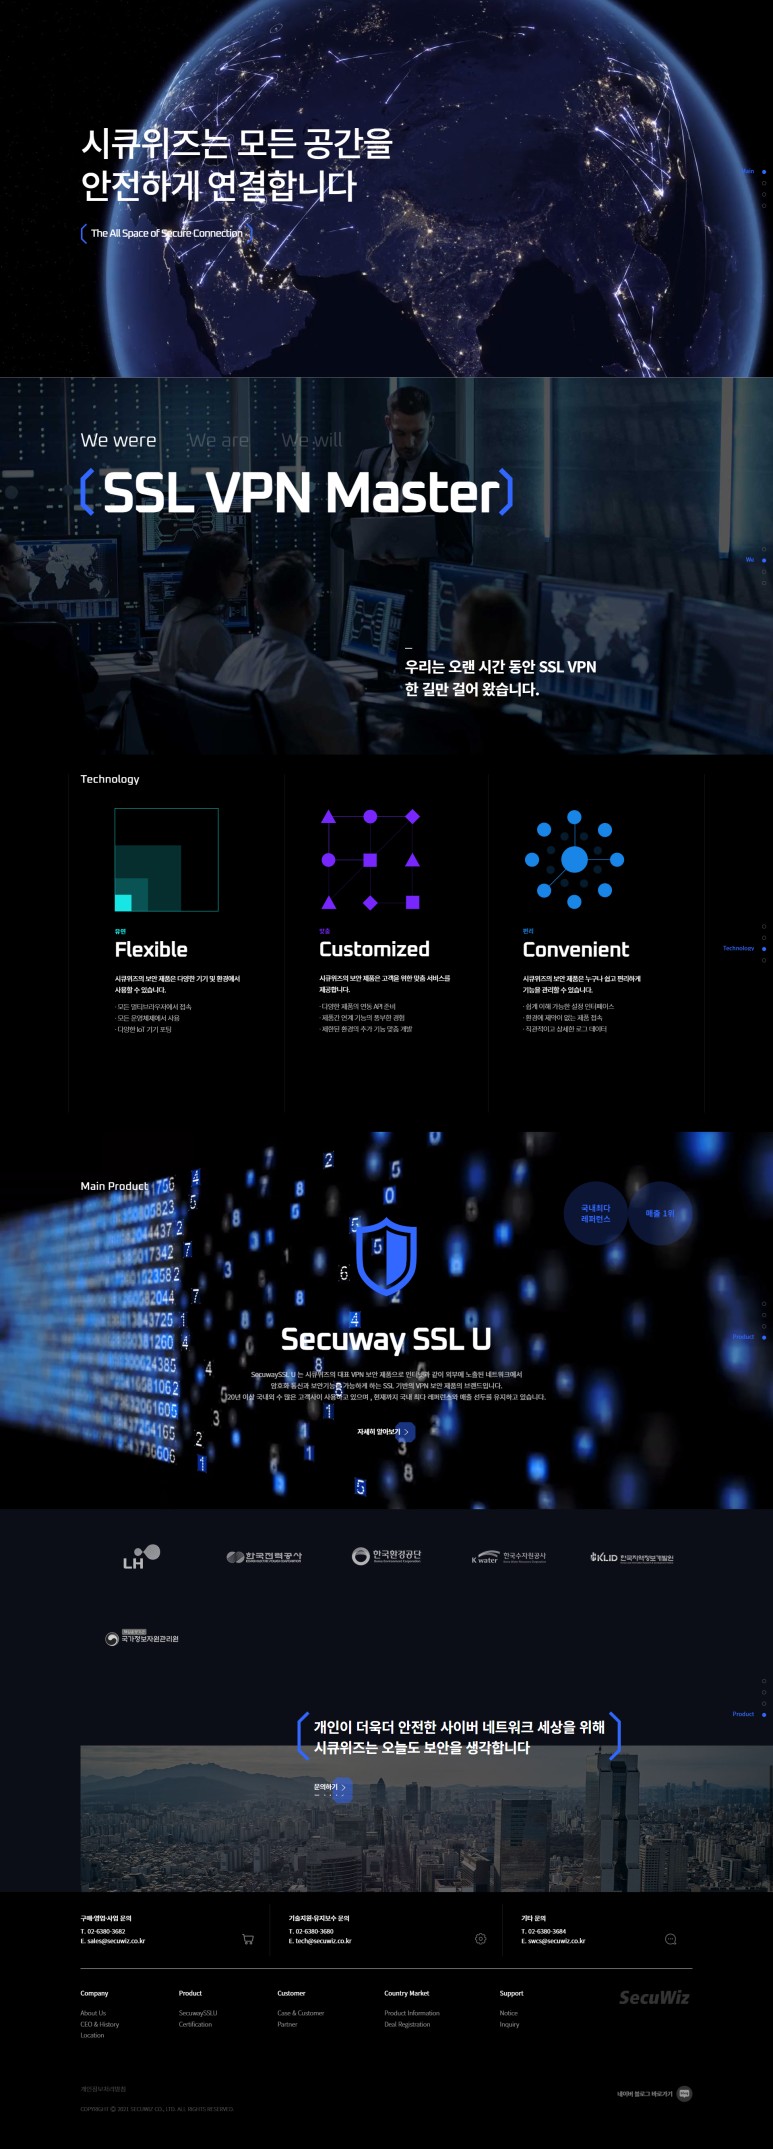 시큐위즈는 모든 공간을
안전하게 연결합니다
The All Space of Secure Connection
Main
We were We are We will
SSL VPN Master
We
우리는 오랜 시간 동안 SSL VPN
한 길만 걸어 왔습니다.
Technology
유연
Flexible
시큐위즈의 보안 제품은 다양한 기기 및 환경에서
사용할 수 있습니다.
· 모든 멀티브라우저에서 접속
· 모든 운영체제에서 사용
· 다양한 IoT 기기 포팅
맞춤
Customized
시큐위즈의 보안 제품은 고객을 위한 맞춤 서비스를
제공합니다.
· 다양한 제품의 연동 API 준비
· 제품간 연계 기능의 풍부한 경험
· 제한된 환경의 추가 기능 맞춤 개발
편리
Convenient
시큐위즈의 보안 제품은 누구나 쉽고 편리하게
기능을 관리할 수 있습니다.
· 쉽게 이해 가능한 설정 인터페이스
· 환경에 제약이 없는 제품 접속
· 직관적이고 상세한 로그 데이터
Technology
Main Product
국내최다
레퍼런스
매출 1위
Secuway SSL U
SecuwaySSL U 는 시큐위즈의 대표 VPN 보안 제품으로 인터넷과 같이 외부에 노출된 네트워크에서
암호화 통신과 보안기능을 가능하게 하는 SSL 기반의 VPN 보안 제품의 브랜드입니다.
20년 이상 국내외 수 많은 고객사이 사용하고 있으며 , 현재까지 국내 최다 레퍼런스와 매출 선두를 유지하고 있습니다.
자세히 알아보기
Product
LH
한국전력공사
한국환경공단
K water 한국수자원공사
KLID 한국지역정보개발원
국가정보자원관리원
Product
개인이 더욱더 안전한 사이버 네트워크 세상을 위해
시큐위즈는 오늘도 보안을 생각합니다
문의하기
구매·영업·사업 문의
T. 02-6380-3682
E. sales@secuwiz.co.kr
기술지원·유지보수 문의
T. 02-6380-3680
E. tech@secuwiz.co.kr
기타 문의
T. 02-6380-3684
E. swcs@secuwiz.co.kr
Company
About Us
CEO & History
Location
Product
SecuwaySSLU
Certification
Customer
Case & Customer
Partner
Country Market
Product Information
Deal Registration
Support
Notice
Inquiry
SecuWiz
개인정보처리방침
COPYRIGHT © 2021. SECUWIZ CO., LTD. ALL RIGHTS RESERVED.
네이버 블로그 바로가기